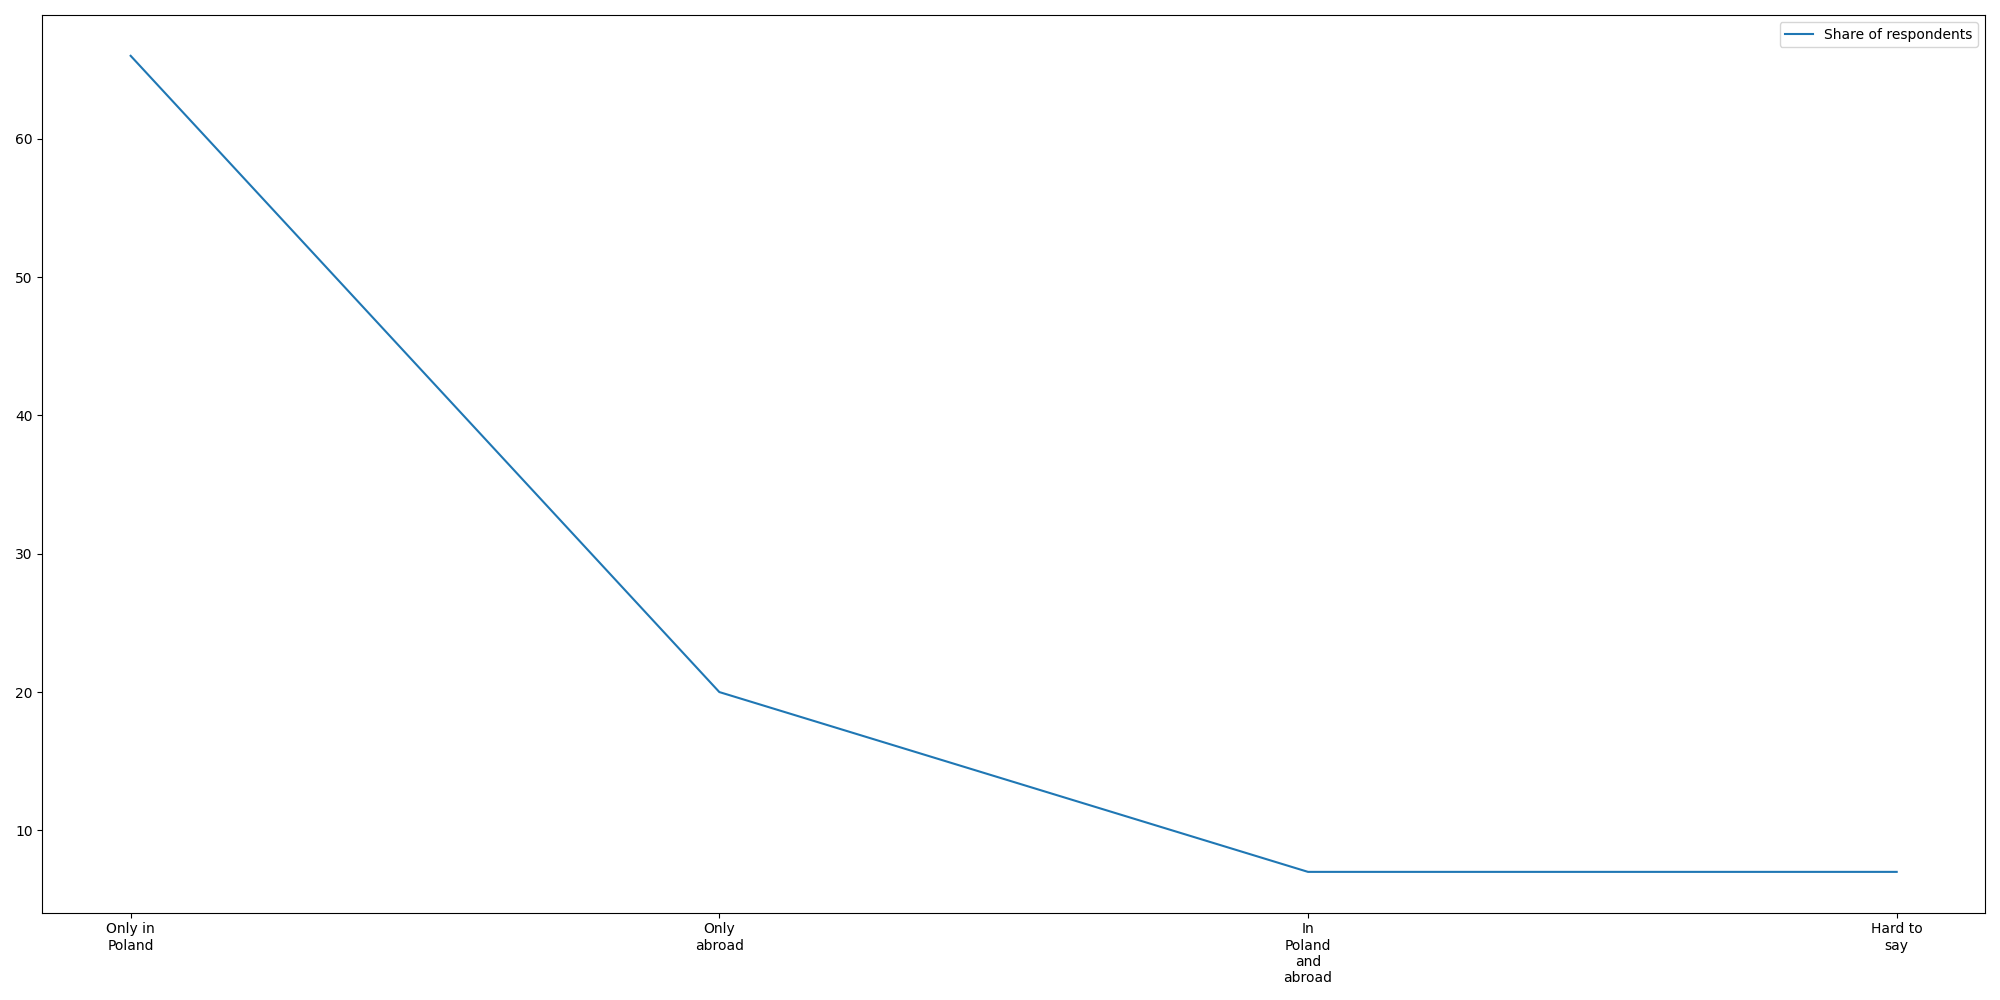 Share of respondents
60
50
40
30
20
10
Only in
Poland
Only
abroad
In
Poland
and
abroad
Hard to
say